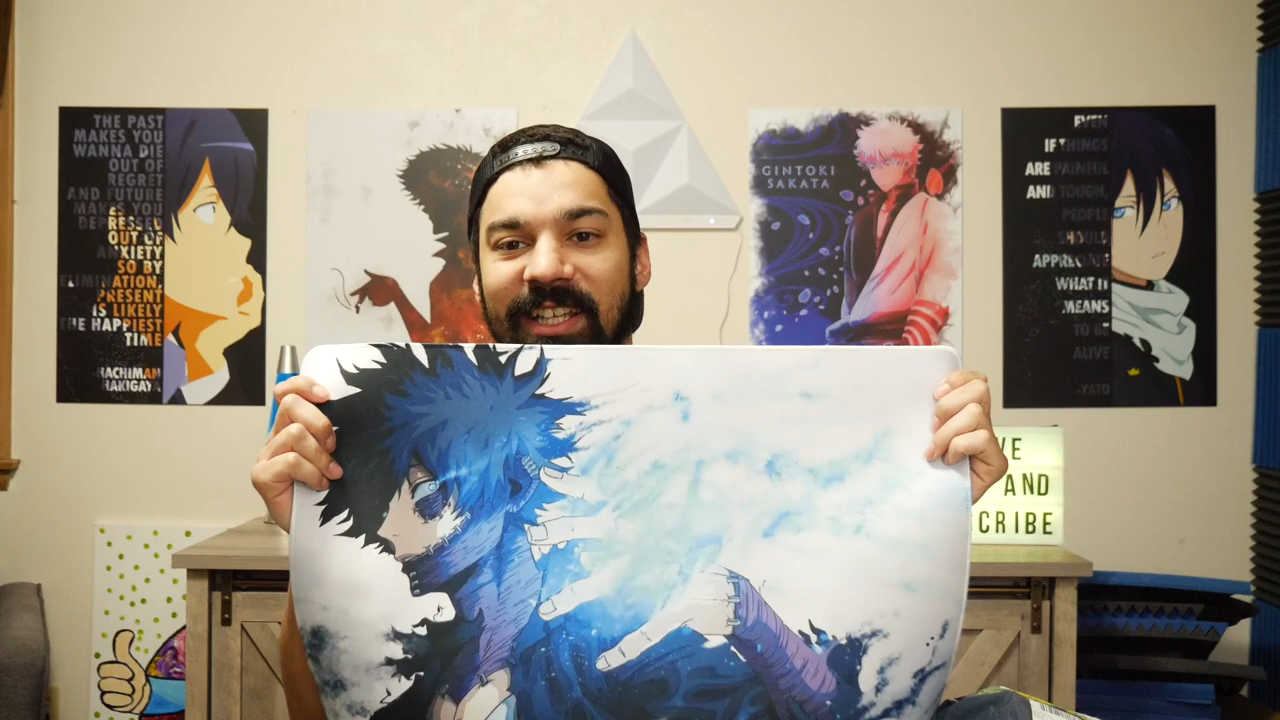 THE PAST
MAKES YOU
WANNA DIE
OUT OF
REGRET
AND FUTURE
MAKES YOU
DEPRESSED
OUT OF
ANXIETY
SO BY
ELIMINATION,
PRESENT
IS LIKELY
THE HAPPIEST
TIME
HACHIMAN
HAKIGAYA
GINTOKI
SAKATA
EVEN
IF THINGS
ARE PAINFUL
AND TOUGH,
PEOPLE
SHOULD
APPRECIATE
WHAT IT
MEANS
TO BE
ALIVE
-YATO
VE
AND
CRIBE